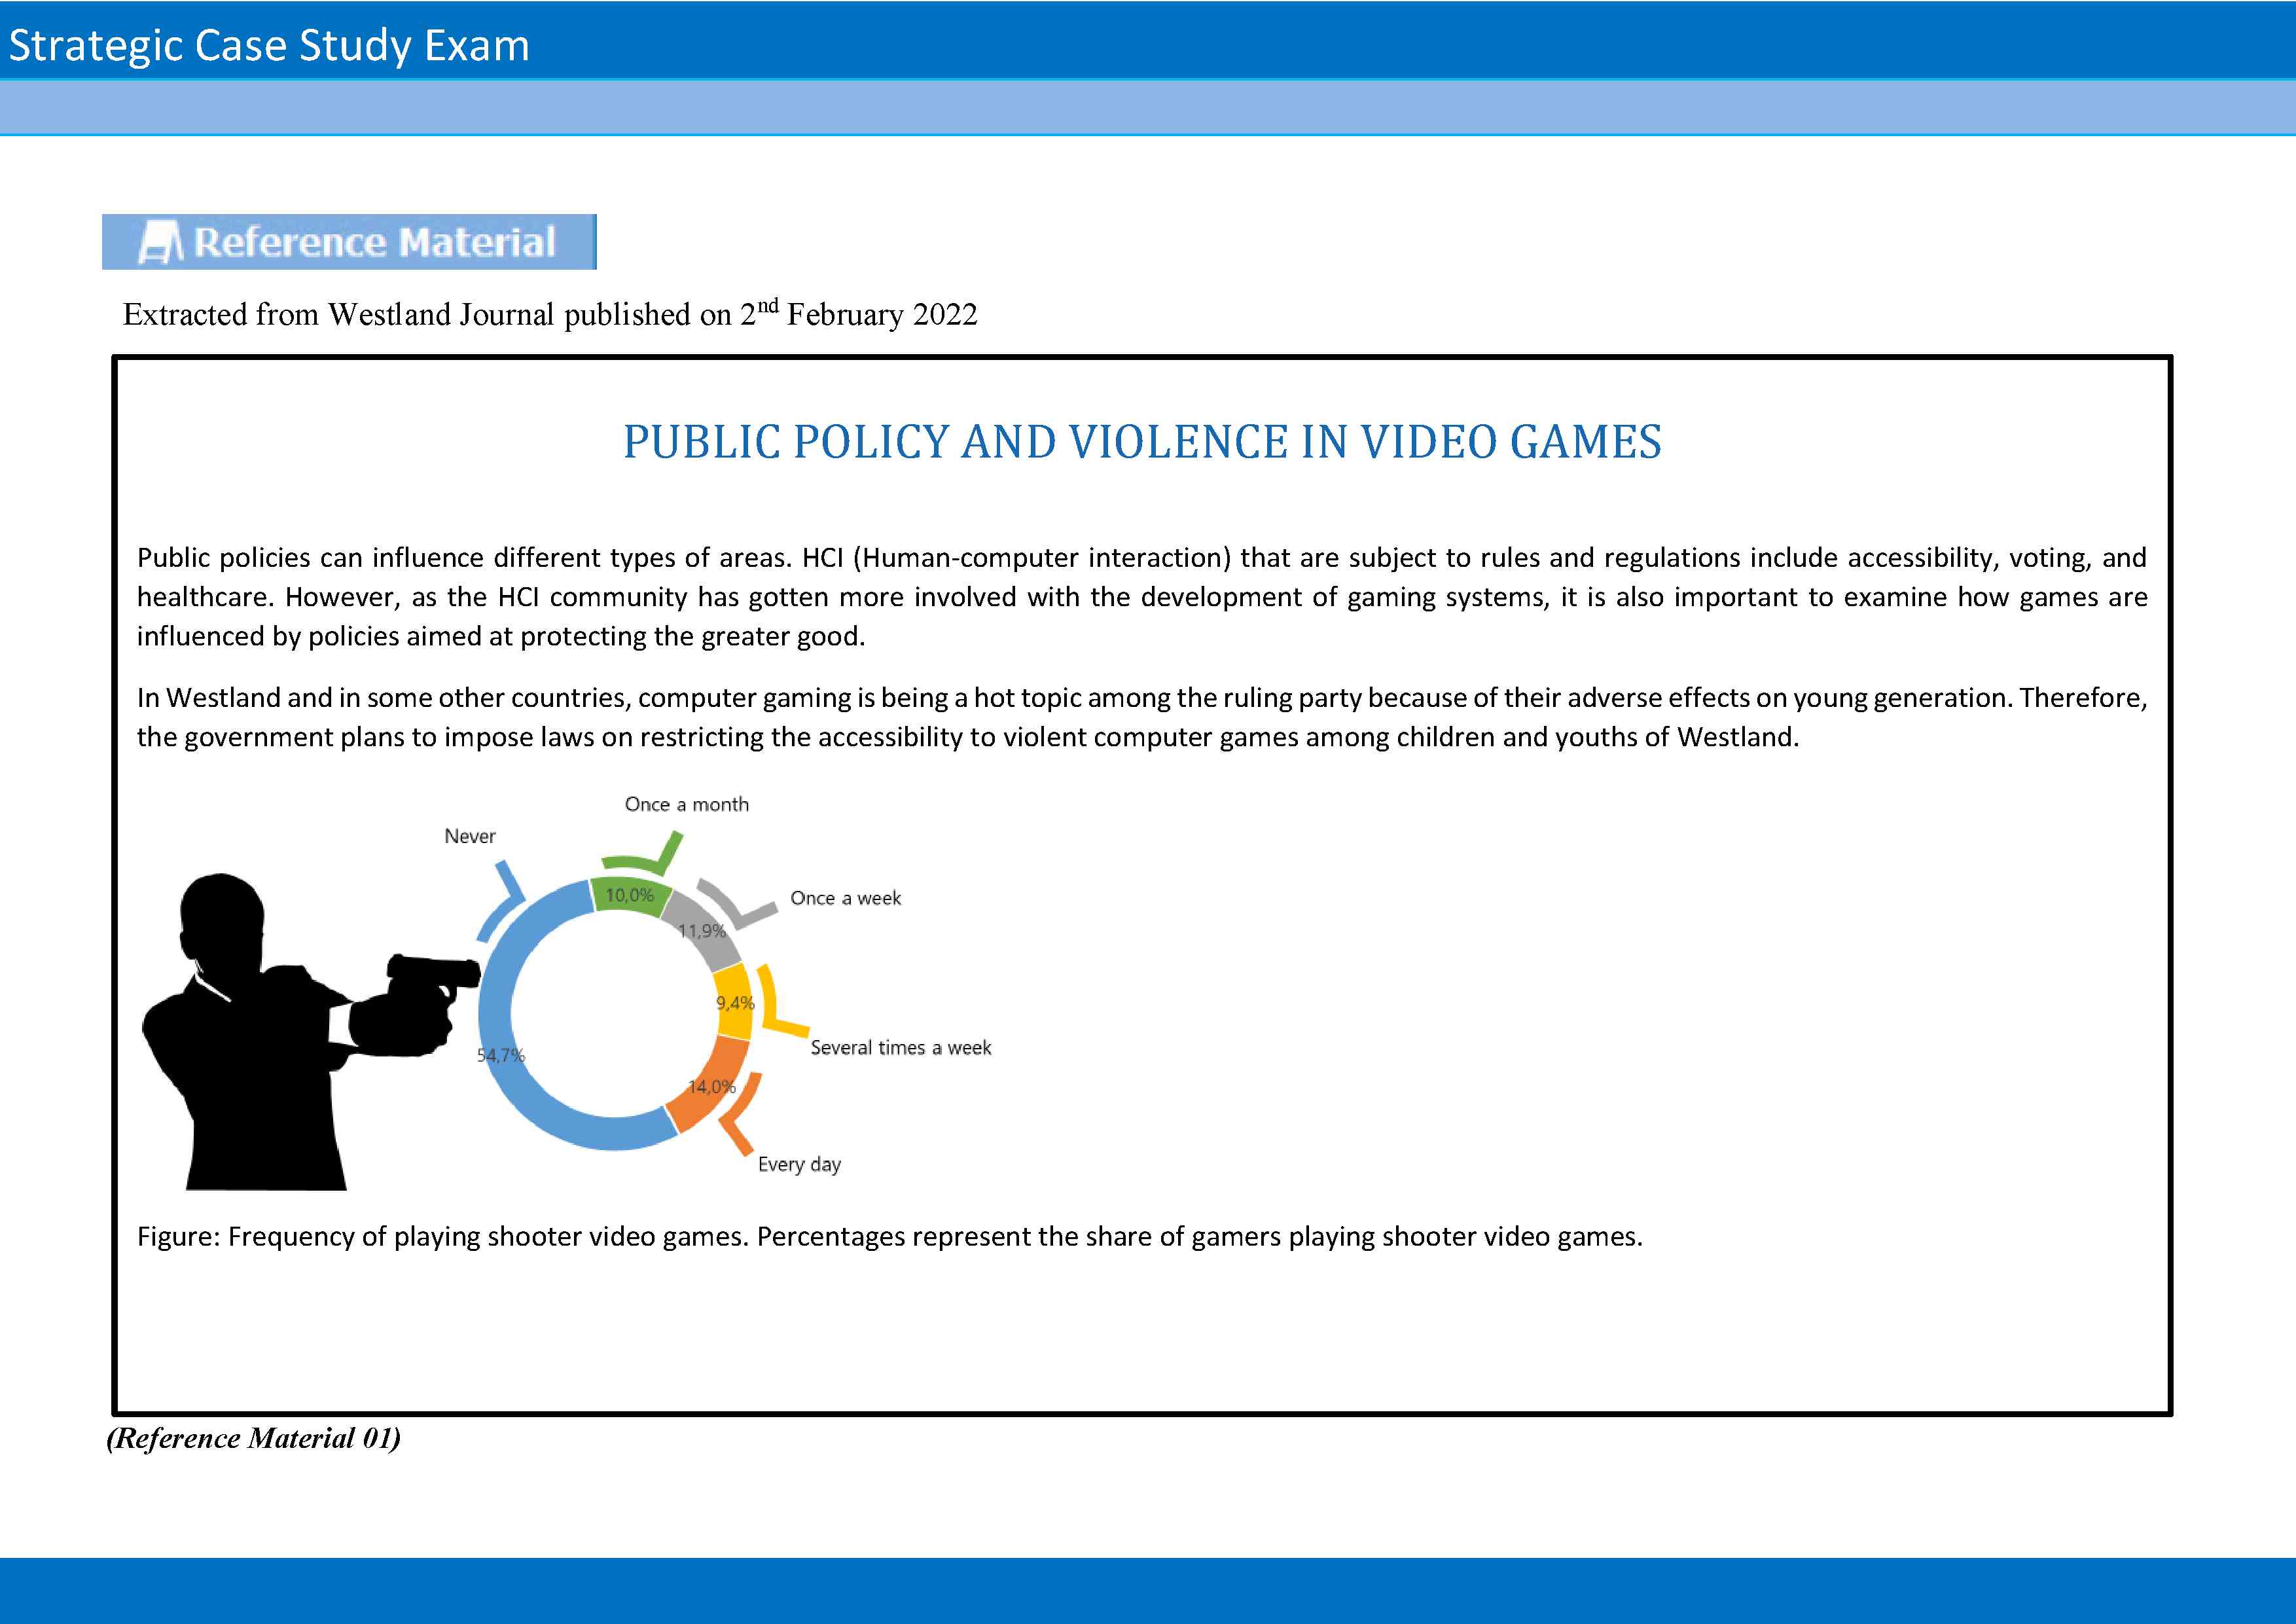 Strategic Case Study Exam
Reference Material
Extracted from Westland Journal published on 2nd February 2022
PUBLIC POLICY AND VIOLENCE IN VIDEO GAMES
Public policies can influence different types of areas. HCI (Human-computer interaction) that are subject to rules and regulations include accessibility, voting, and
healthcare. However, as the HCI community has gotten more involved with the development of gaming systems, it is also important to examine how games are
influenced by policies aimed at protecting the greater good.
In Westland and in some other countries, computer gaming is being a hot topic among the ruling party because of their adverse effects on young generation. Therefore,
the government plans to impose laws on restricting the accessibility to violent computer games among children and youths of Westland.
Once a month
Never
10,0%
Once a week
11,9%
9,4%
Several times a week
54,7%
14,0%
Every day
Figure: Frequency of playing shooter video games. Percentages represent the share of gamers playing shooter video games.
(Reference Material 01)